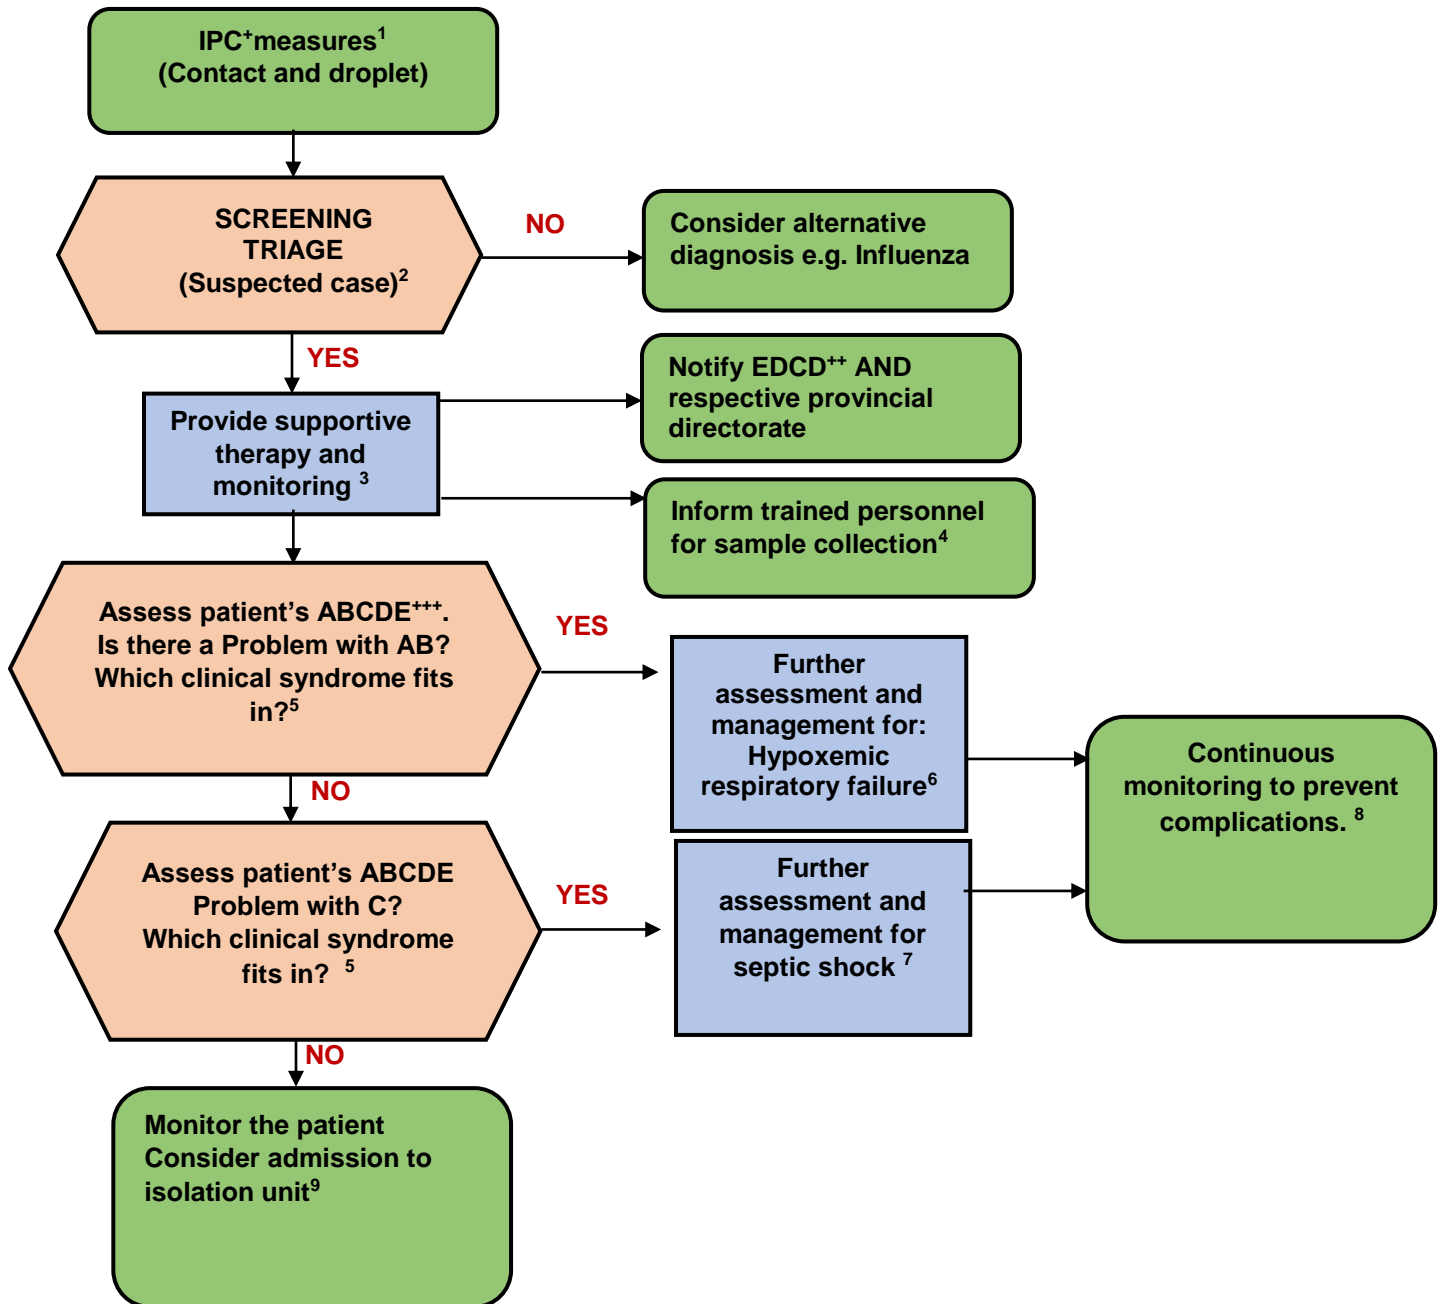 IPC⁺measures¹
(Contact and droplet)
SCREENING
TRIAGE
(Suspected case)²
NO
Consider alternative
diagnosis e.g. Influenza
YES
Notify EDCD⁺⁺ AND
respective provincial
directorate
Provide supportive
therapy and
monitoring ³
Inform trained personnel
for sample collection⁴
Assess patient’s ABCDE⁺⁺⁺.
Is there a Problem with AB?
Which clinical syndrome fits
in?⁵
YES
Further
assessment and
management for:
Hypoxemic
respiratory failure⁶
Continuous
monitoring to prevent
complications. ⁸
NO
Assess patient’s ABCDE
Problem with C?
Which clinical syndrome
fits in? ⁵
YES
Further
assessment and
management for
septic shock ⁷
NO
Monitor the patient
Consider admission to
isolation unit⁹